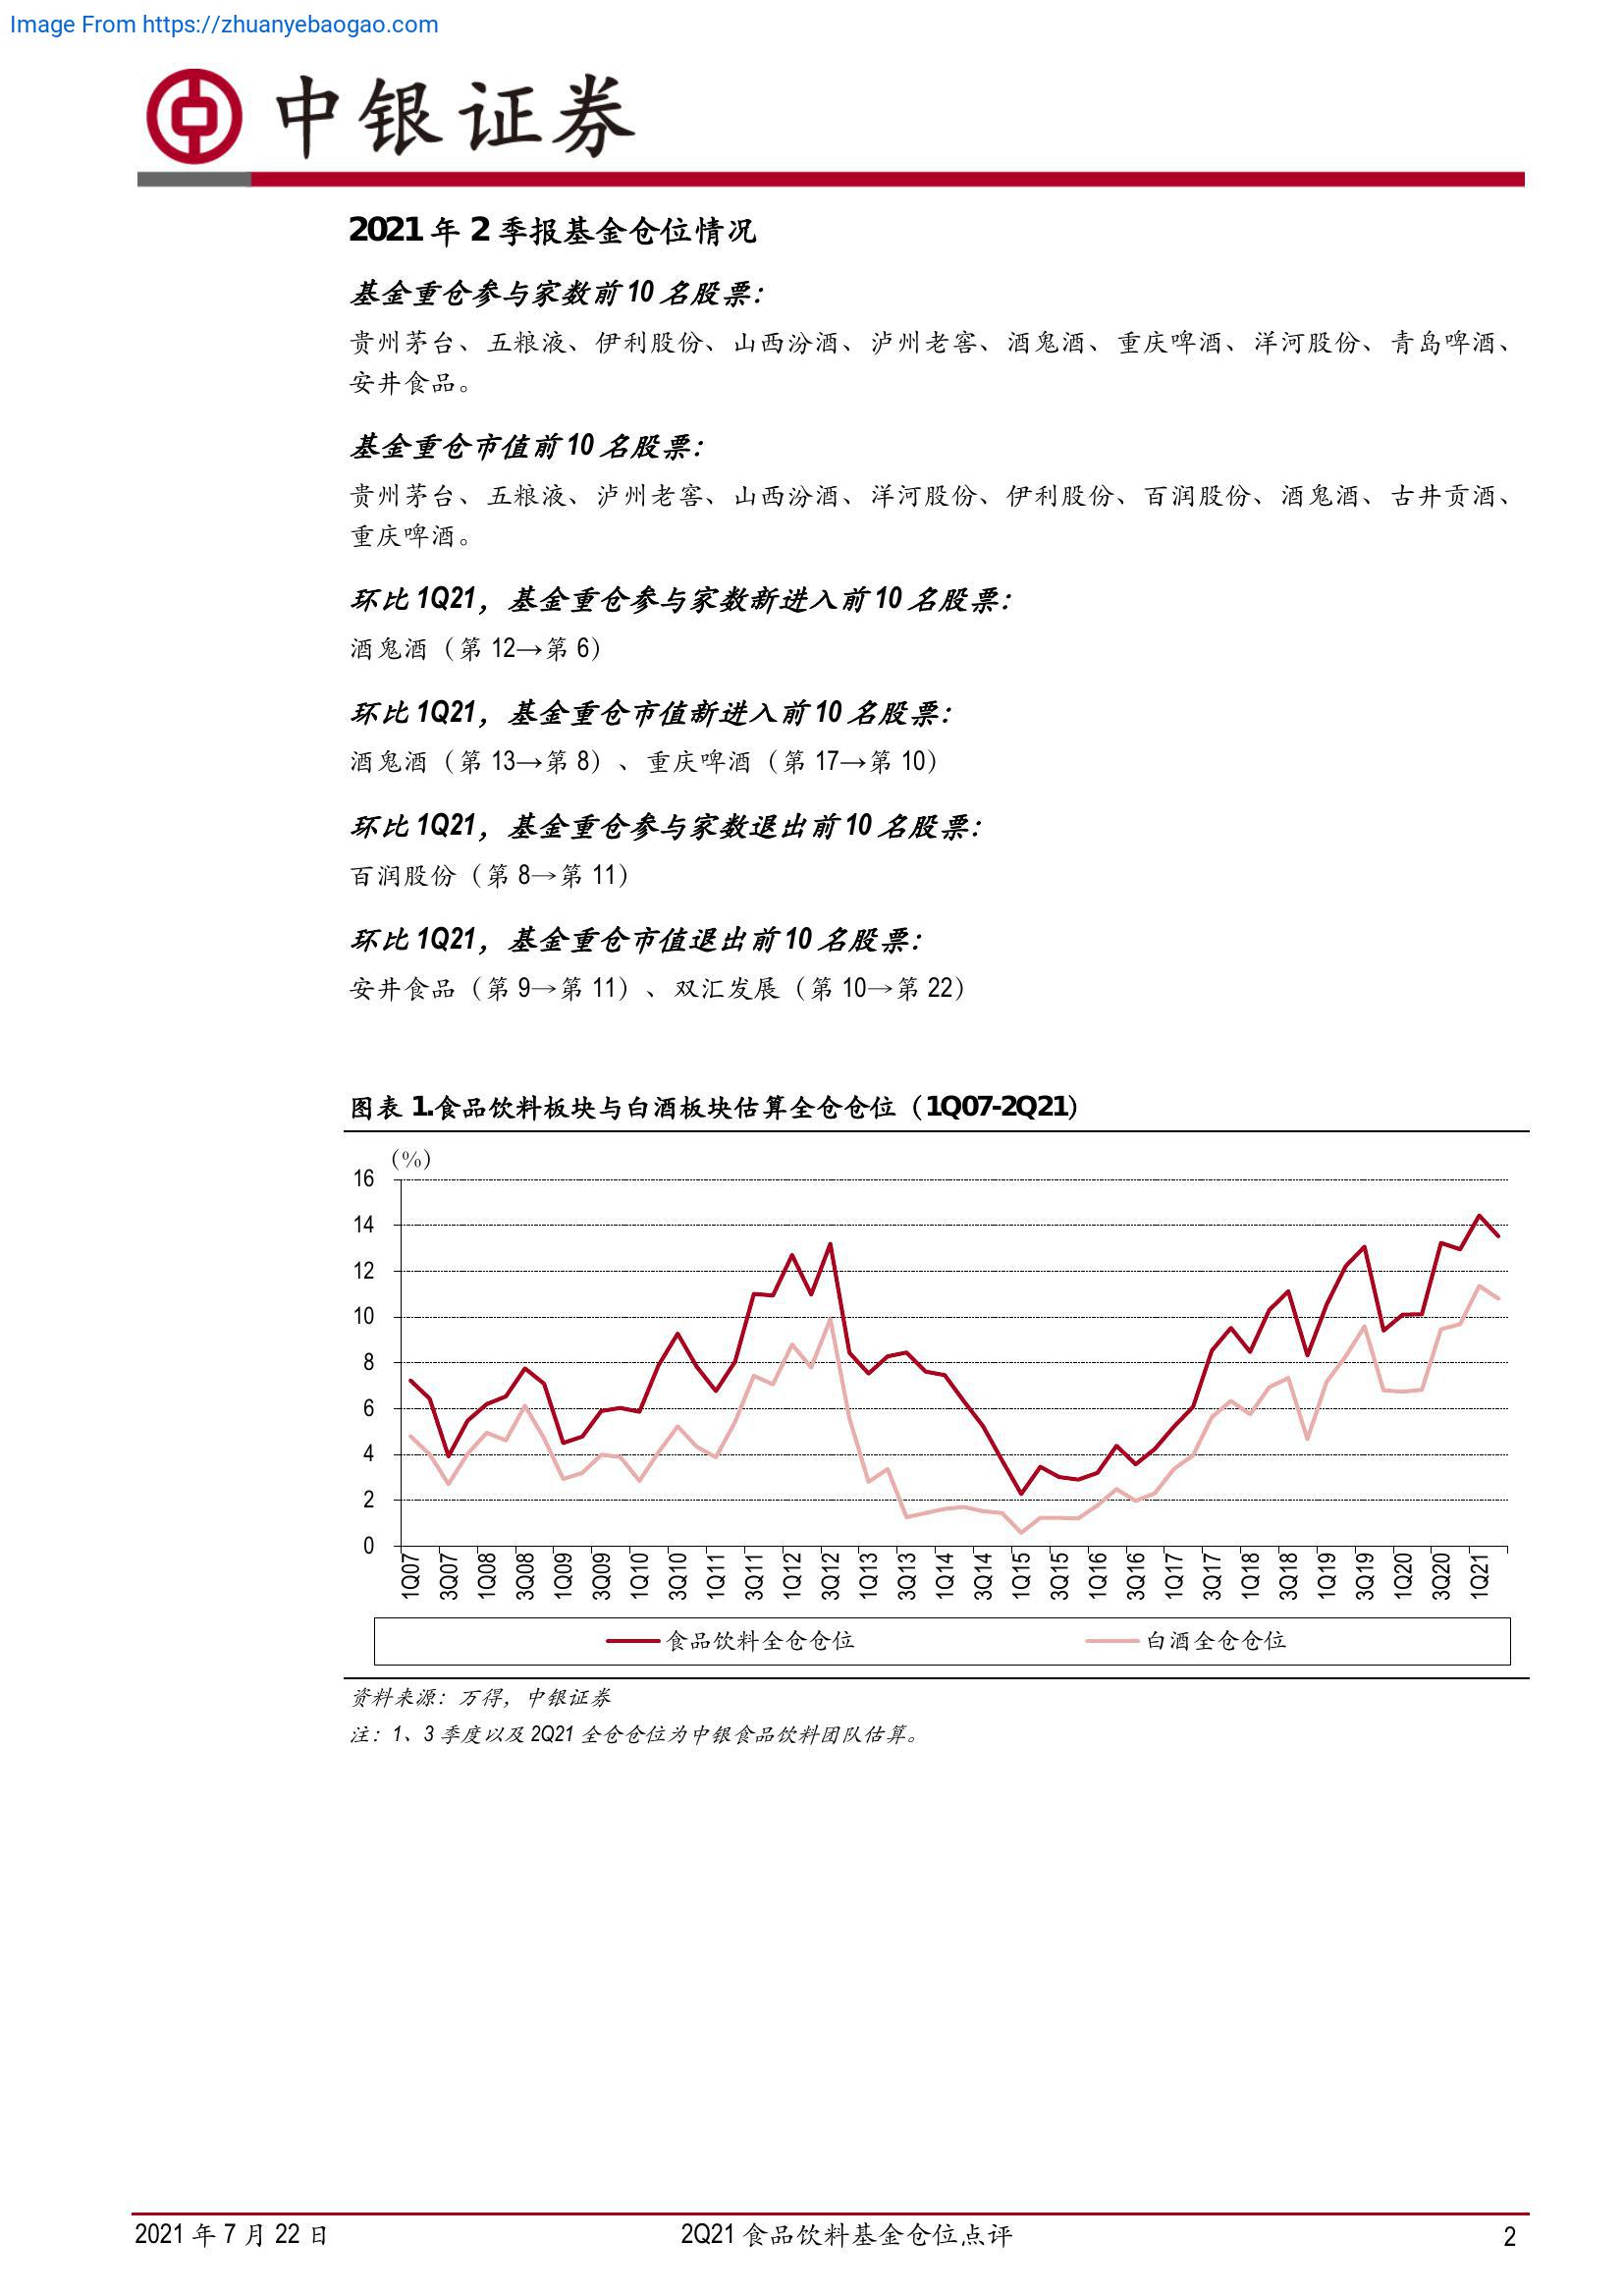 Image From https://zhuanyebaogao.com
中银证券
2021 年 2 季报基金仓位情况
基金重仓参与家数前 10 名股票：
贵州茅台、五粮液、伊利股份、山西汾酒、泸州老窖、酒鬼酒、重庆啤酒、洋河股份、青岛啤酒、
安井食品。
基金重仓市值前 10 名股票：
贵州茅台、五粮液、泸州老窖、山西汾酒、洋河股份、伊利股份、百润股份、酒鬼酒、古井贡酒、
重庆啤酒。
环比 1Q21，基金重仓参与家数新进入前 10 名股票：
酒鬼酒（第 12→第 6）
环比 1Q21，基金重仓市值新进入前 10 名股票：
酒鬼酒（第 13→第 8）、重庆啤酒（第 17→第 10）
环比 1Q21，基金重仓参与家数退出前 10 名股票：
百润股份（第 8→第 11）
环比 1Q21，基金重仓市值退出前 10 名股票：
安井食品（第 9→第 11）、双汇发展（第 10→第 22）
图表 1.食品饮料板块与白酒板块估算全仓仓位（1Q07-2Q21）
(%)
16
14
12
10
8
6
4
2
0
1Q07 3Q07 1Q08 3Q08 1Q09 3Q09 1Q10 3Q10 1Q11 3Q11 1Q12 3Q12 1Q13 3Q13 1Q14 3Q14 1Q15 3Q15 1Q16 3Q16 1Q17 3Q17 1Q18 3Q18 1Q19 3Q19 1Q20 3Q20 1Q21
食品饮料全仓仓位 白酒全仓仓位
资料来源：万得，中银证券
注：1、3 季度以及 2Q21 全仓仓位为中银食品饮料团队估算。
2021 年 7 月 22 日 2Q21 食品饮料基金仓位点评 2